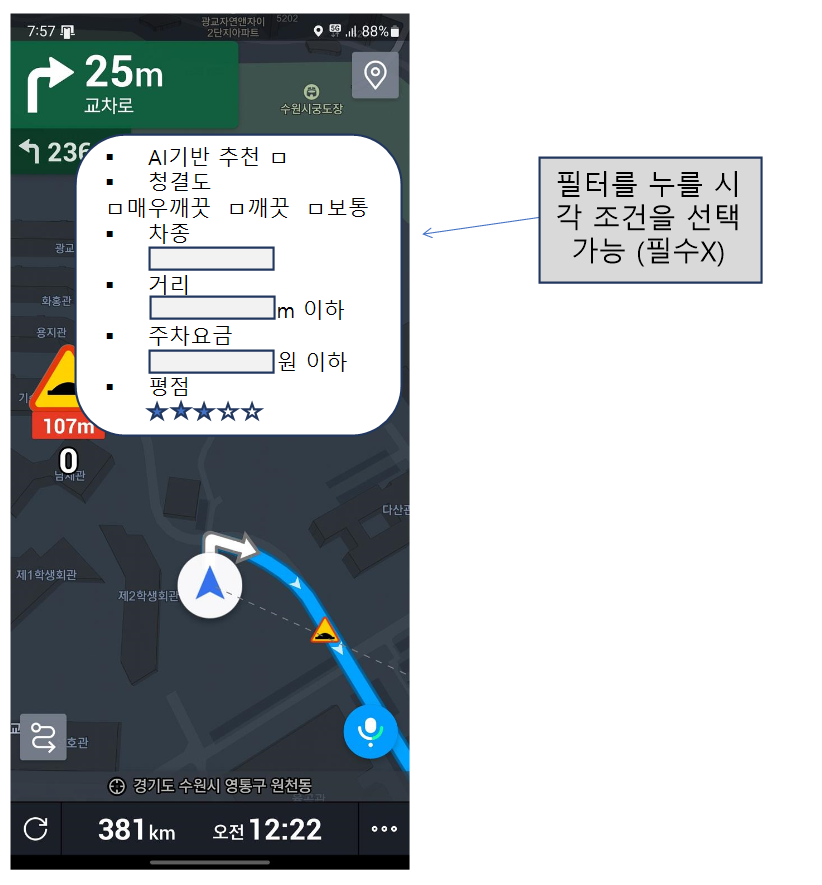 7:57
5G
88%
광교자연앤자이
2단지아파트
5202
25m
교차로
수원시궁도장
236
AI기반 추천 ㅁ
청결도
ㅁ매우깨끗 ㅁ깨끗 ㅁ보통
차종
거리
m 이하
주차요금
원 이하
평점
필터를 누를 시
각 조건을 선택
가능 (필수X)
광교
화홍관
용지관
107m
0
남제관
다산관
제1학생회관
제2학생회관
호관
경기도 수원시 영통구 원천동
381km
오전 12:22